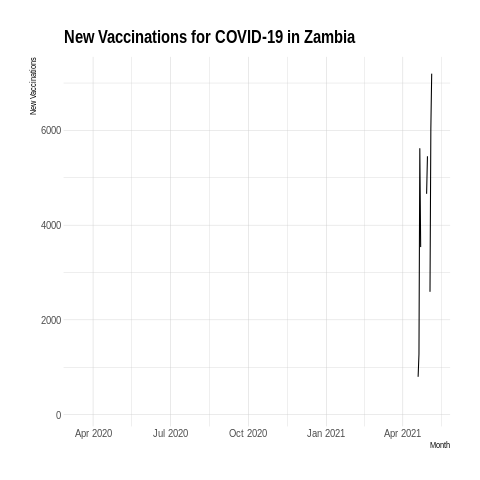 New Vaccinations for COVID-19 in Zambia
New Vaccinations
6000
4000
2000
0
Apr 2020 Jul 2020 Oct 2020 Jan 2021 Apr 2021
Month